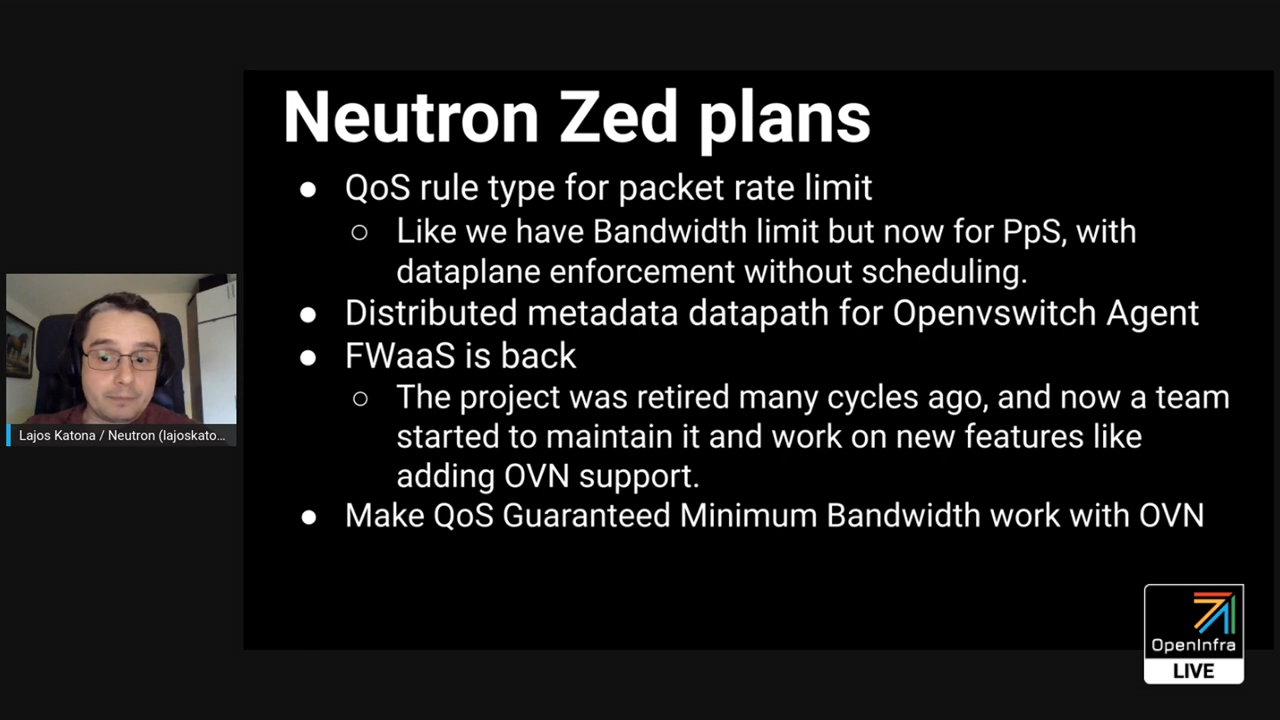 Neutron Zed plans
● QoS rule type for packet rate limit
○ Like we have Bandwidth limit but now for PpS, with
dataplane enforcement without scheduling.
● Distributed metadata datapath for Openvswitch Agent
● FWaaS is back
○ The project was retired many cycles ago, and now a team
started to maintain it and work on new features like
adding OVN support.
● Make QoS Guaranteed Minimum Bandwidth work with OVN
Lajos Katona / Neutron (lajoskato...
OpenInfra
LIVE